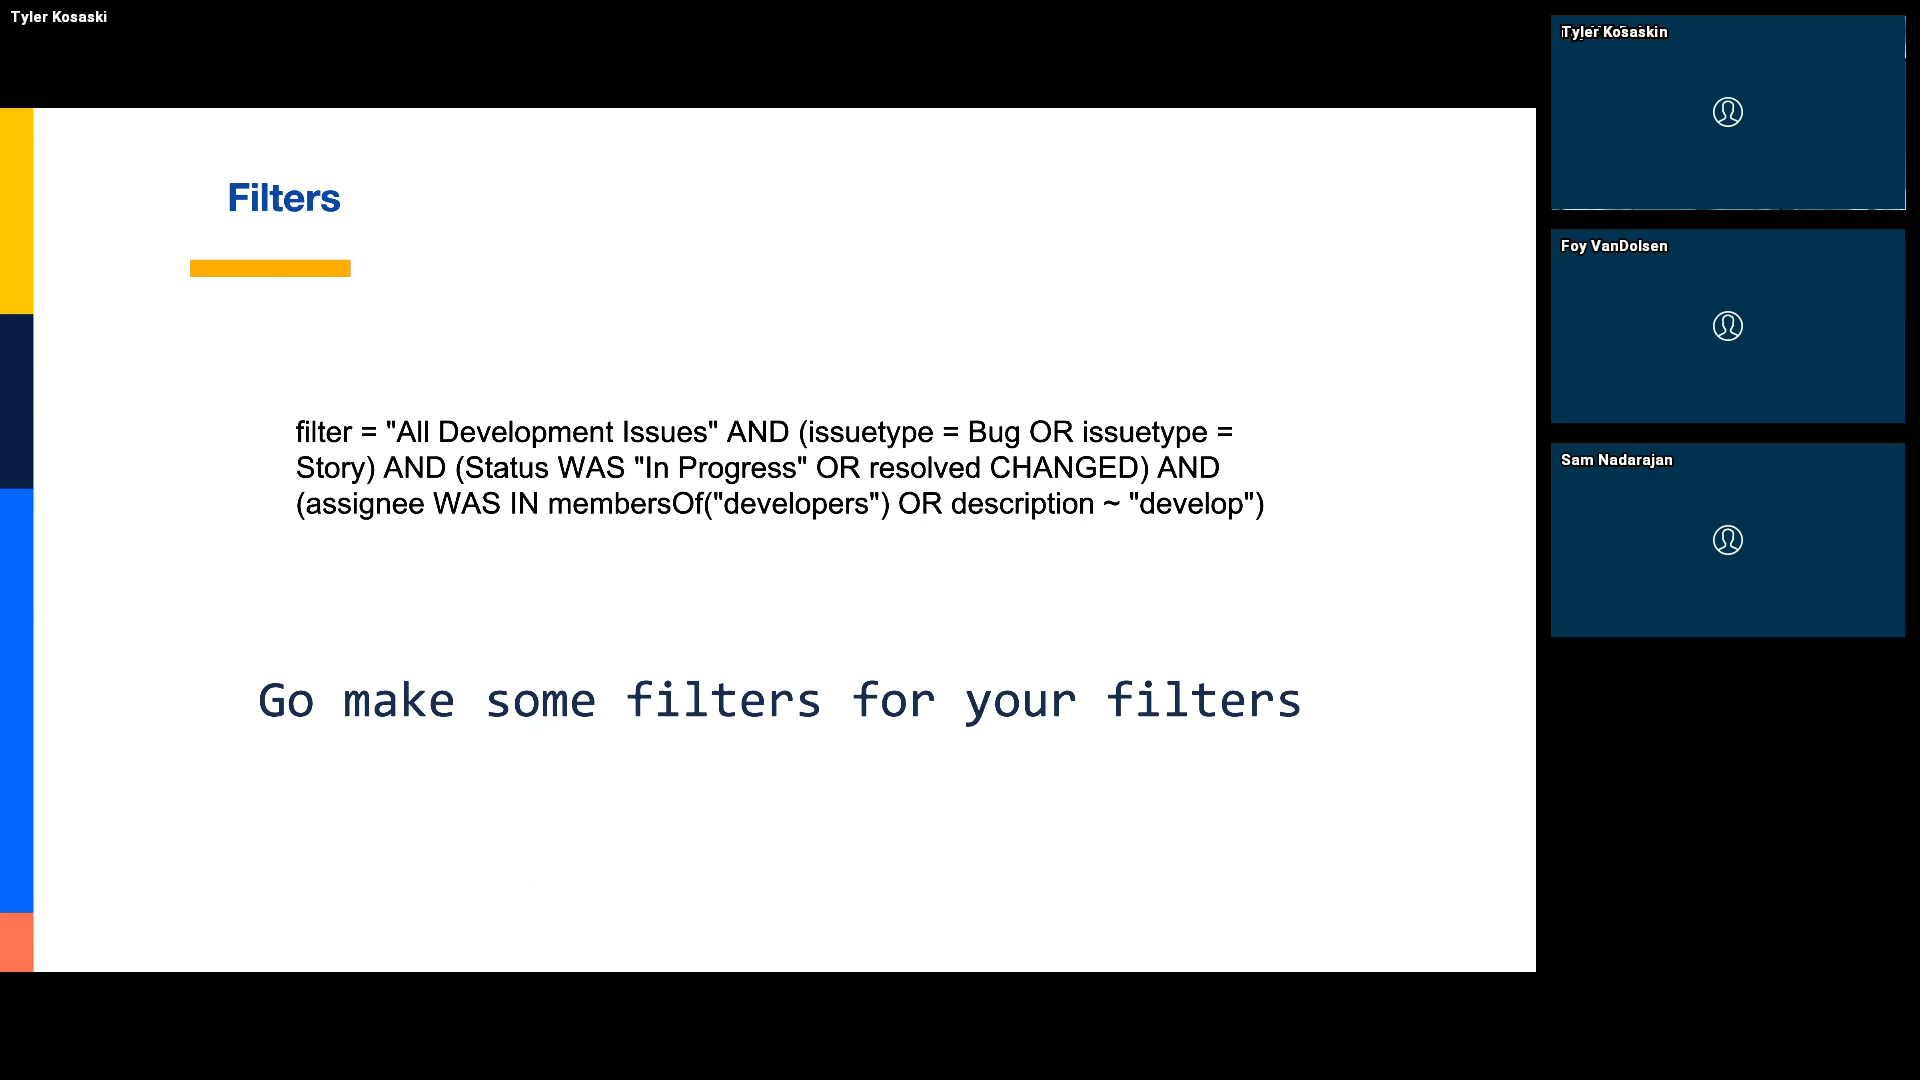 Tyler Kosaski
Filters
filter = "All Development Issues" AND (issuetype = Bug OR issuetype =
Story) AND (Status WAS "In Progress" OR resolved CHANGED) AND
(assignee WAS IN membersOf("developers") OR description ~ "develop")
Go make some filters for your filters
Tyler Kosaskin
Foy VanDolsen
Sam Nadarajan